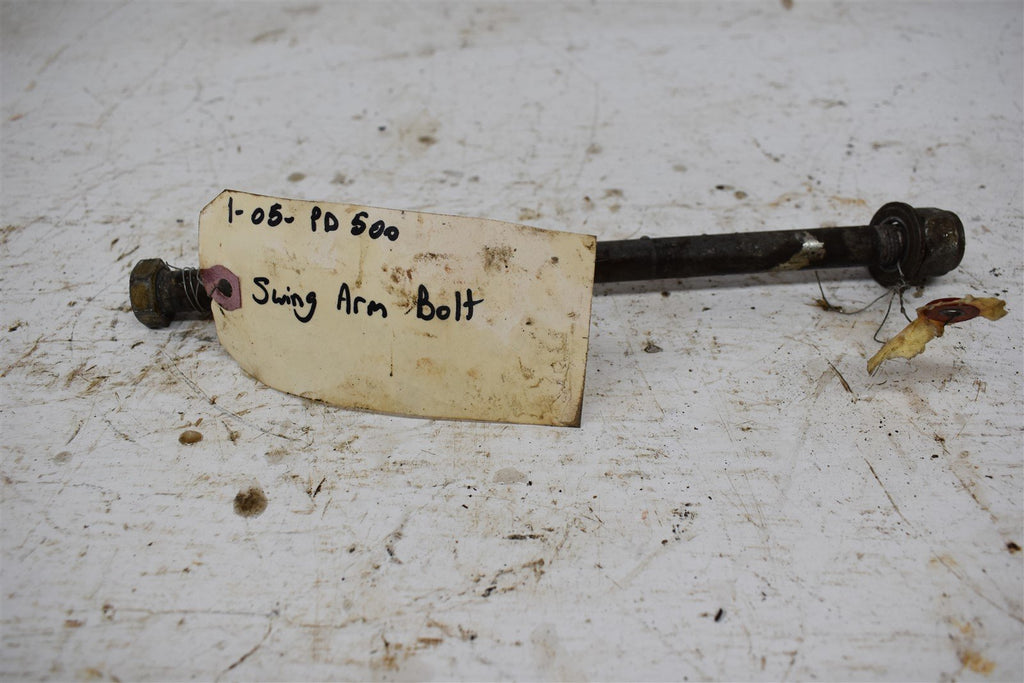 1-05- PD 500
Swing Arm Bolt